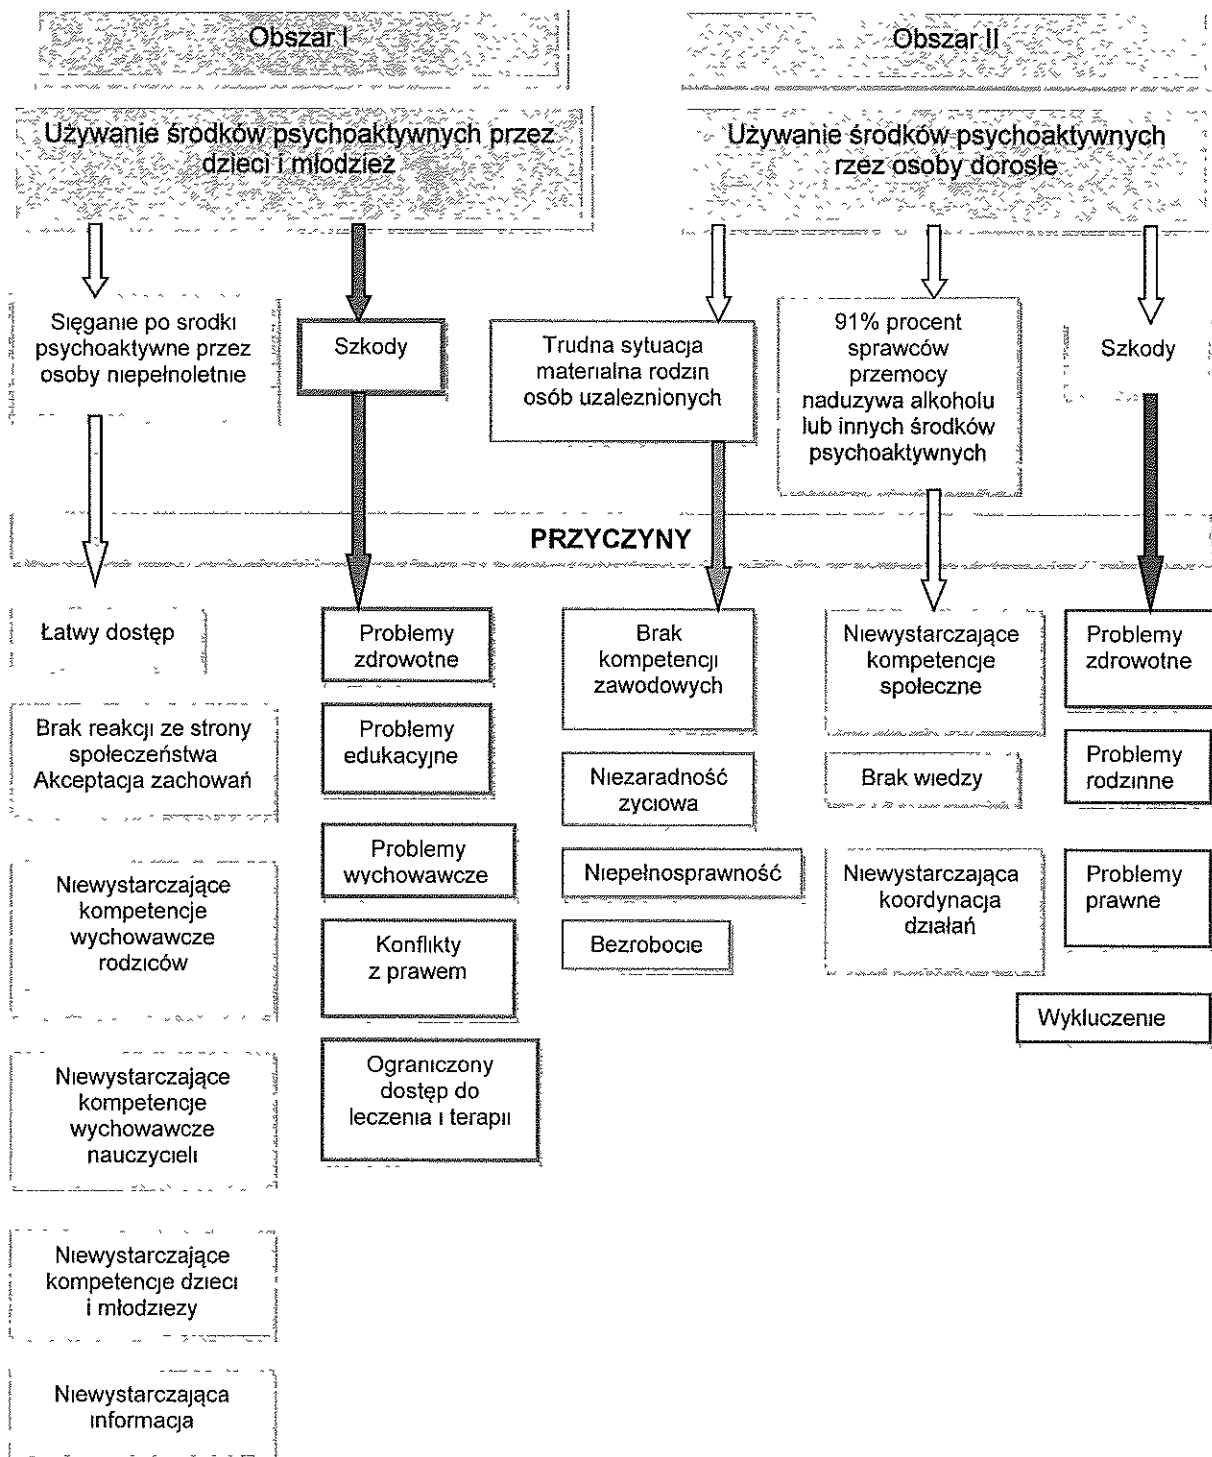 Obszar I
Obszar II
Używanie środków psychoaktywnych przez
dzieci i młodzież
Używanie środków psychoaktywnych
rzez osoby dorosłe
Sięganie po srodki
psychoaktywne przez
osoby niepełnoletnie
Szkody
Trudna sytuacja
materialna rodzin
osób uzaleznionych
91% procent
sprawców
przemocy
naduzywa alkoholu
lub innych środków
psychoaktywnych
Szkody
PRZYCZYNY
Łatwy dostęp
Brak reakcji ze strony
społeczeństwa
Akceptacja zachowań
Niewystarczające
kompetencje
wychowawcze
rodziców
Niewystarczające
kompetencje
wychowawcze
nauczycieli
Niewystarczające
kompetencje dzieci
i młodziezy
Niewystarczająca
informacja
Problemy
zdrowotne
Problemy
edukacyjne
Problemy
wychowawcze
Konflikty
z prawem
Ograniczony
dostęp do
leczenia i terapii
Brak
kompetencji
zawodowych
Niezaradność
zyciowa
Niepełnosprawność
Bezrobocie
Niewystarczające
kompetencje
społeczne
Brak wiedzy
Niewystarczająca
koordynacja
działań
Problemy
zdrowotne
Problemy
rodzinne
Problemy
prawne
Wykluczenie